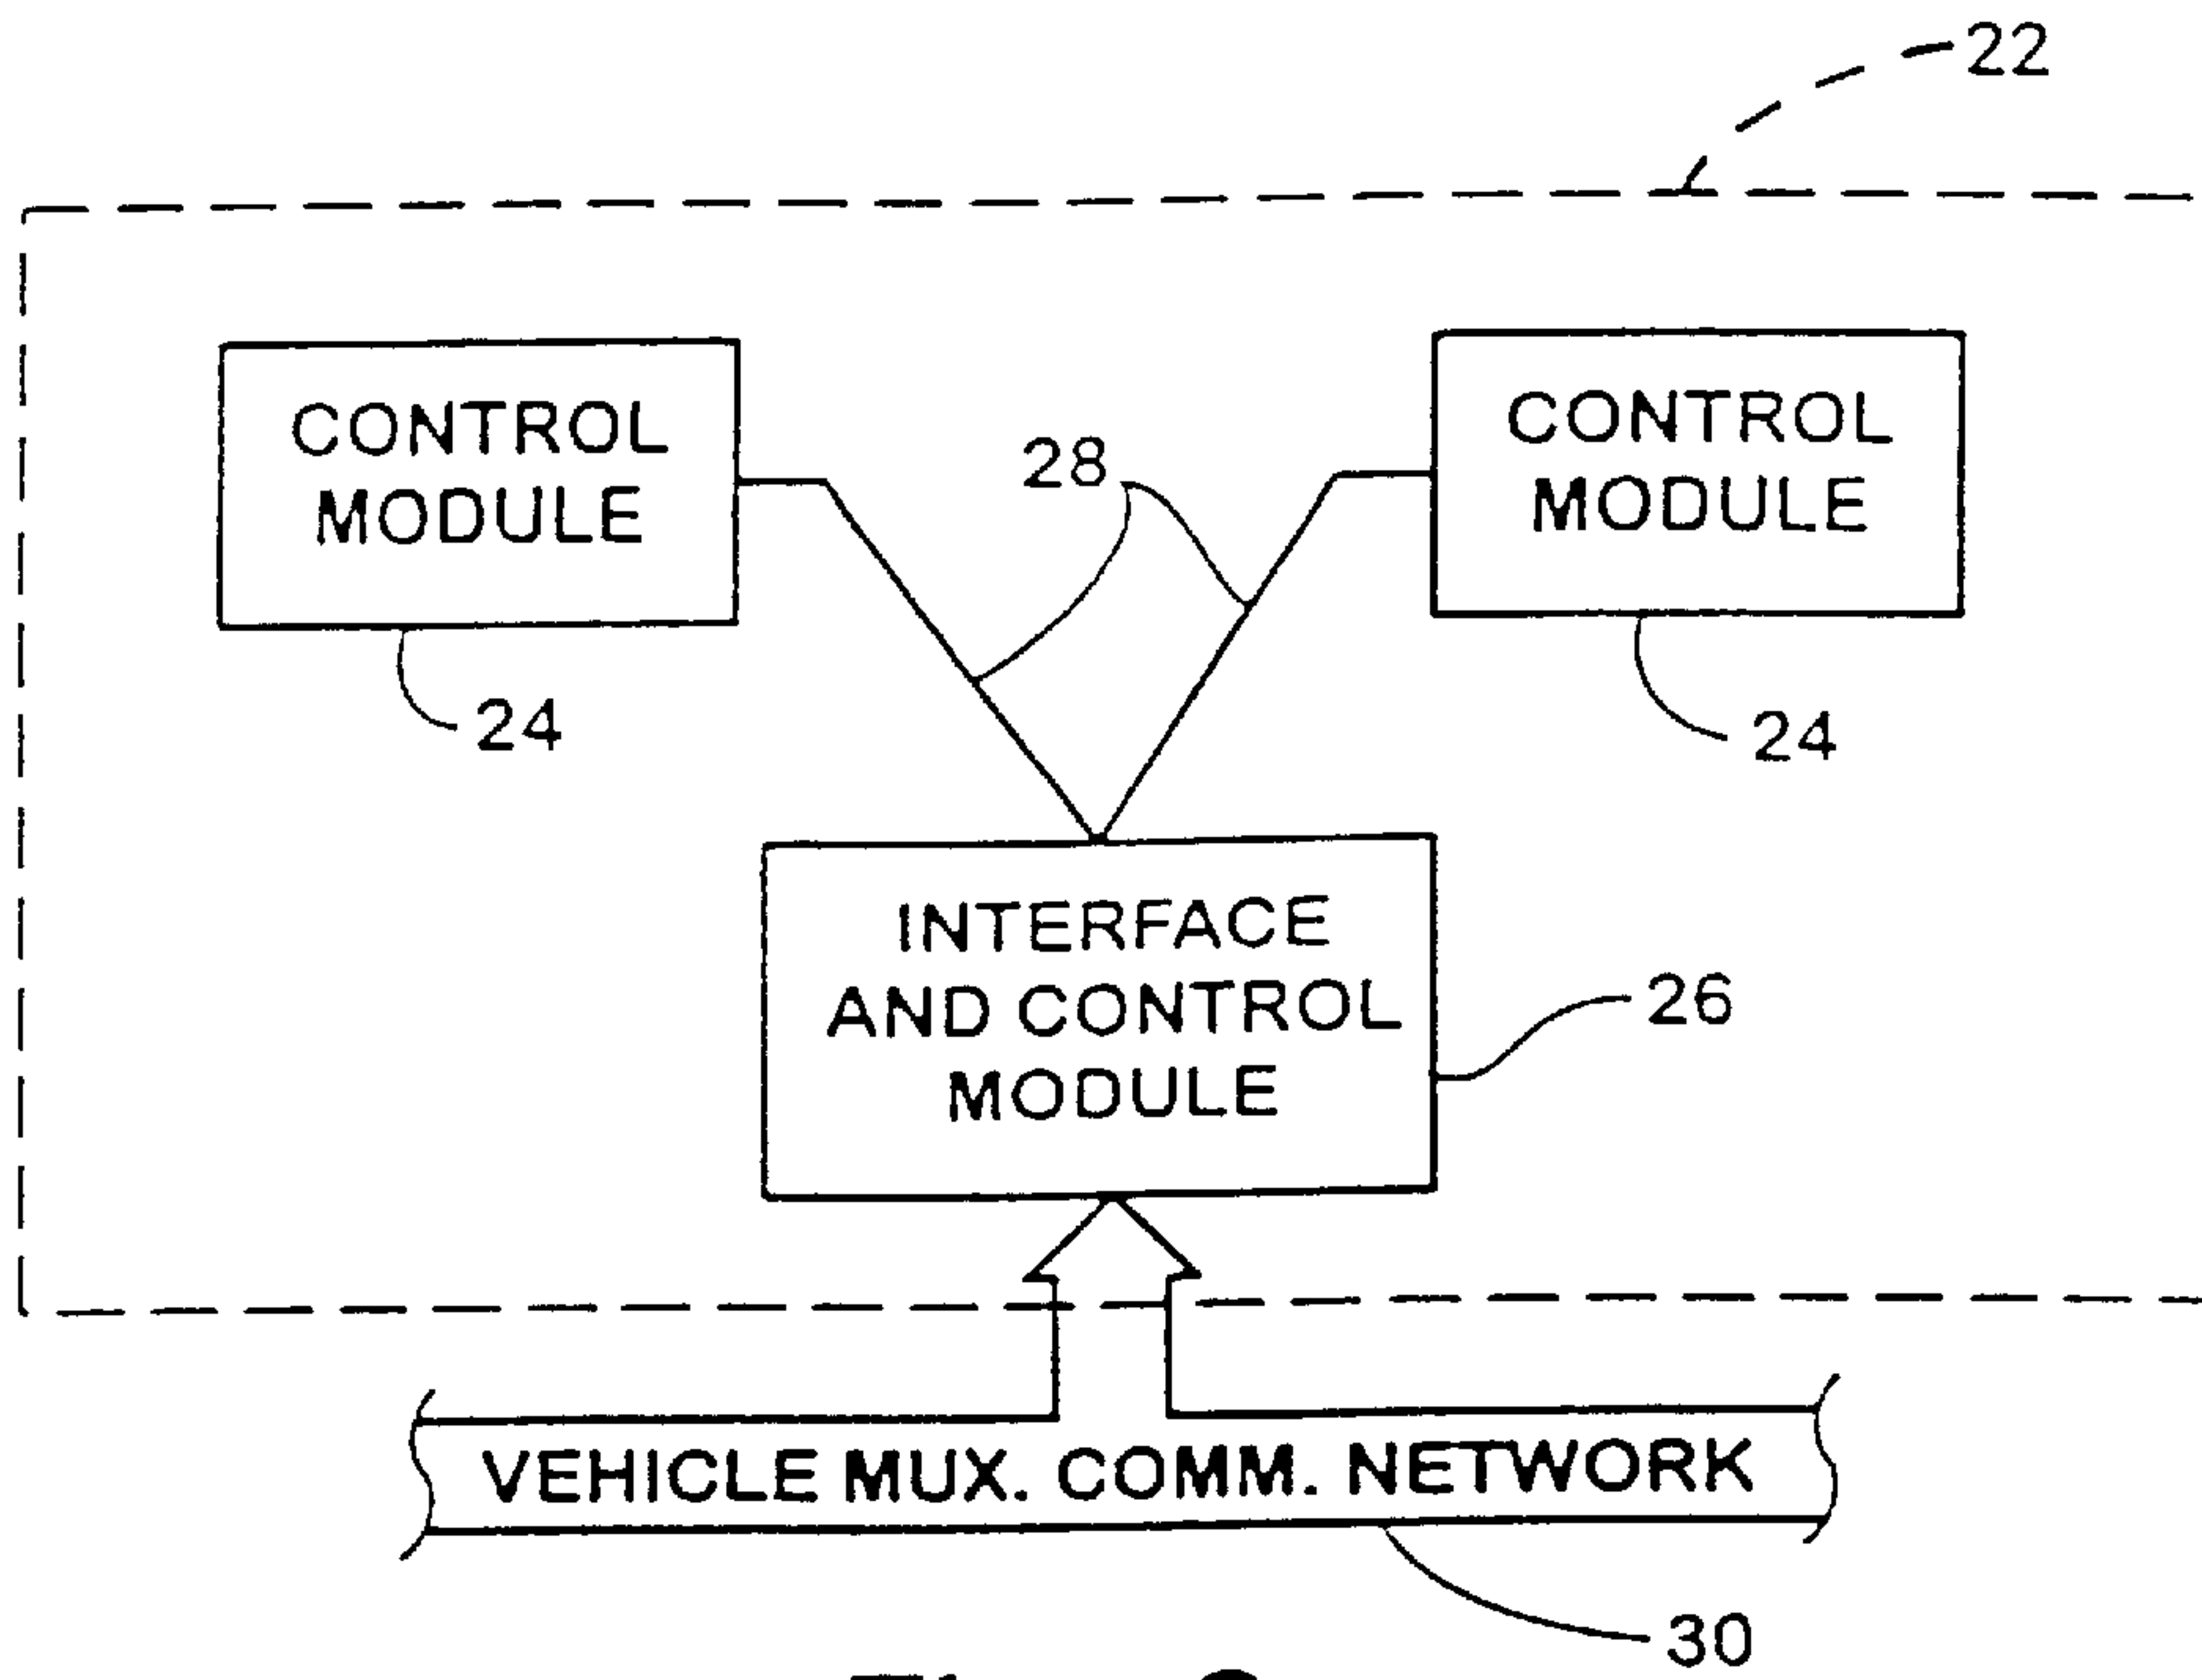 22
CONTROL
MODULE
28
CONTROL
MODULE
24
24
INTERFACE
AND CONTROL
MODULE
26
VEHICLE MUX. COMM. NETWORK
30